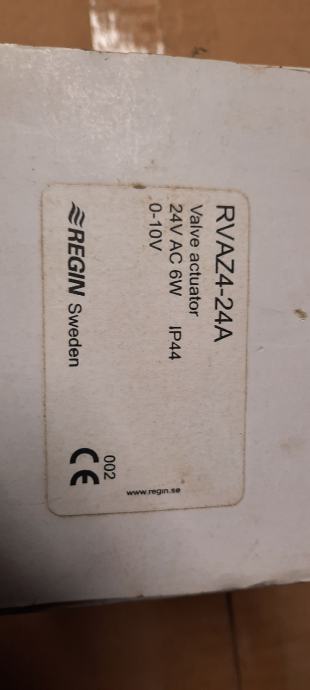 RVAZ4-24A
Valve actuator
24V AC 6W IP44
0-10V
REGIN Sweden
002
CE
www.regin.se